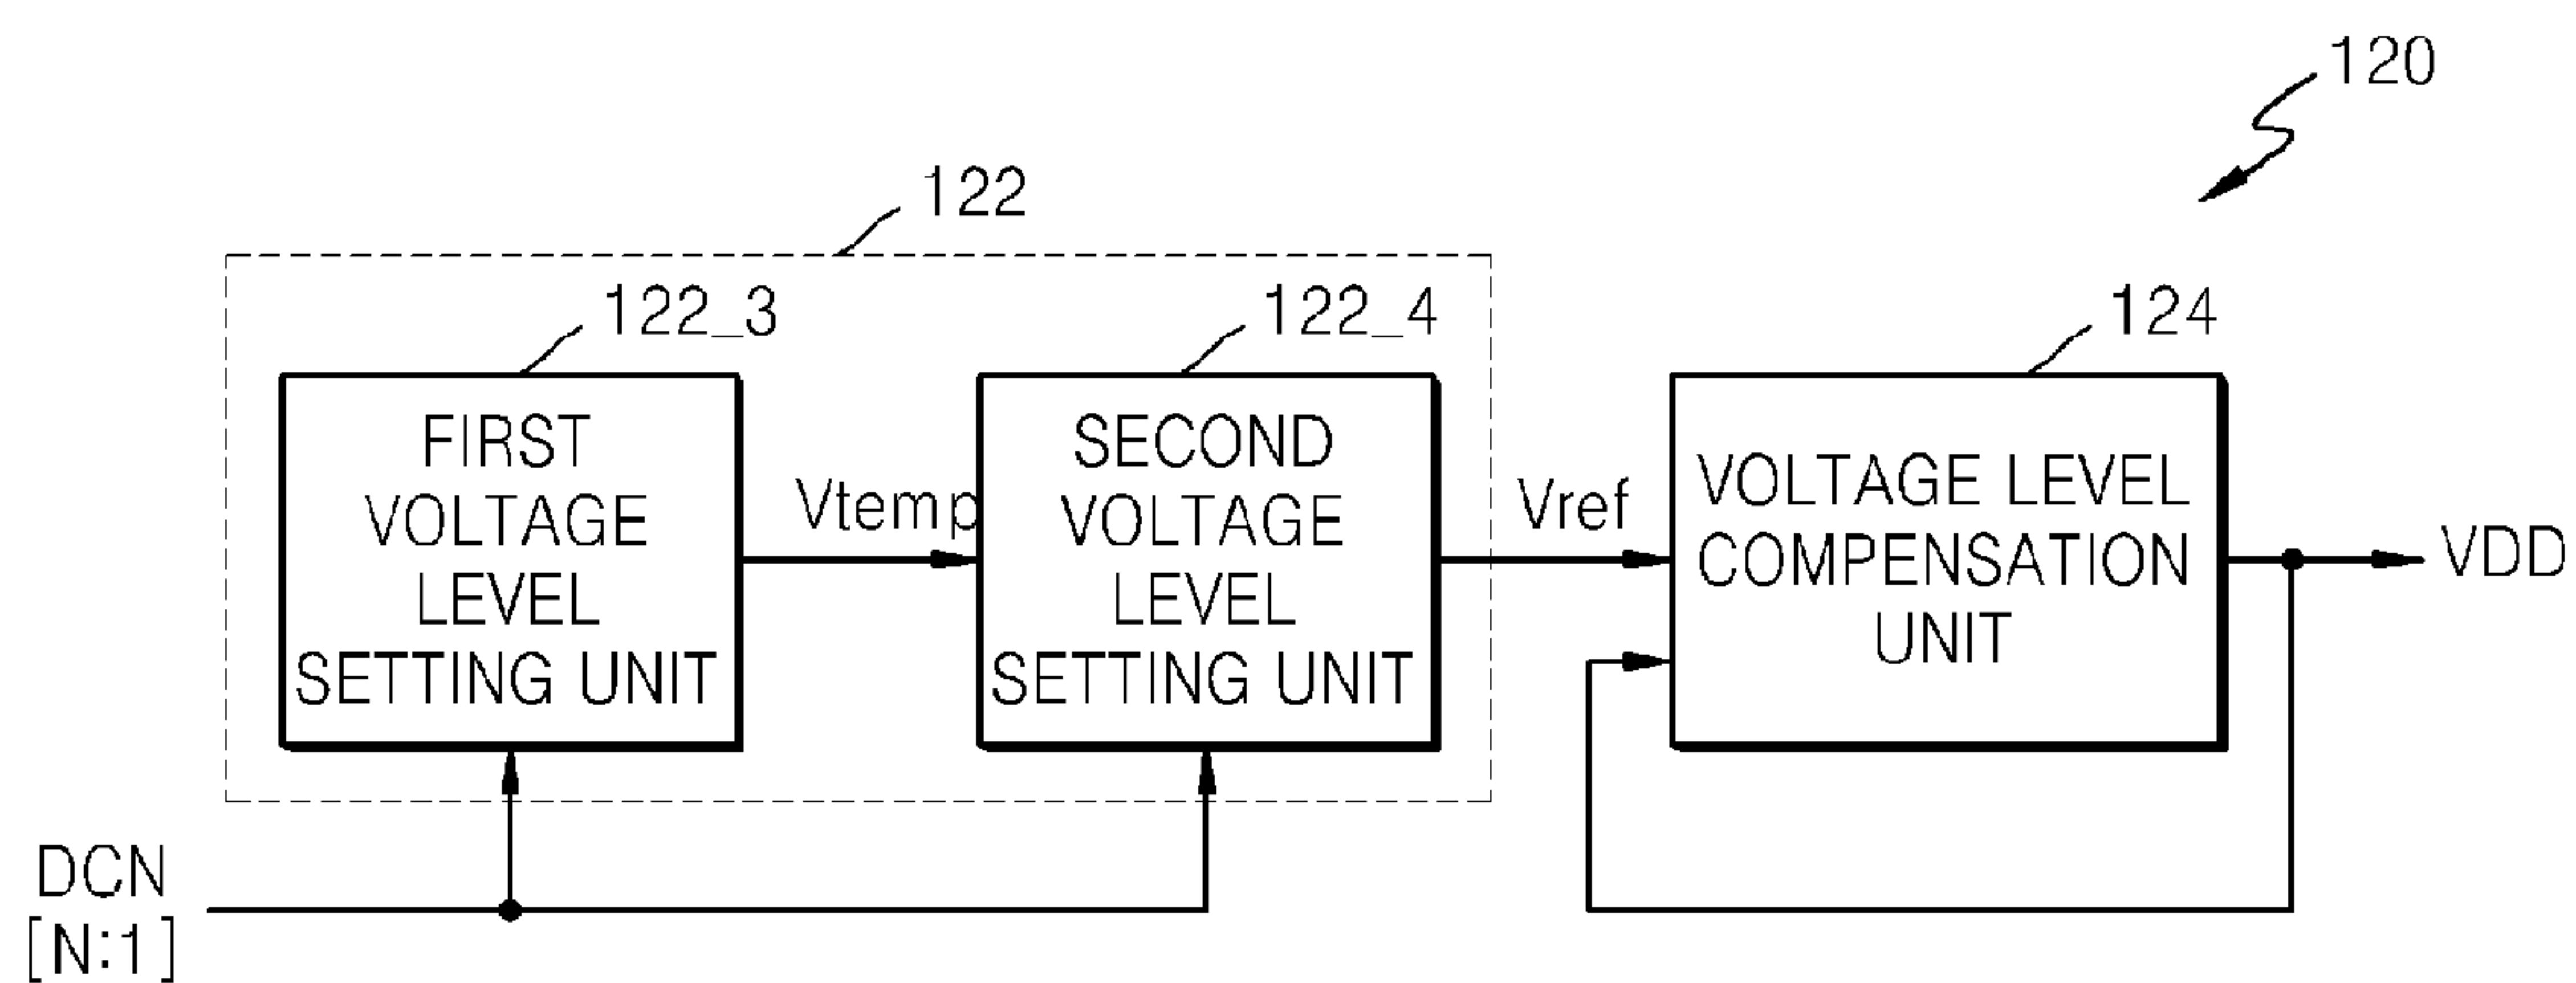 120
122
122_3
122_4
124
FIRST
VOLTAGE
LEVEL
SETTING UNIT
Vtemp
SECOND
VOLTAGE
LEVEL
SETTING UNIT
Vref
VOLTAGE LEVEL
COMPENSATION
UNIT
VDD
DCN
[N:1]